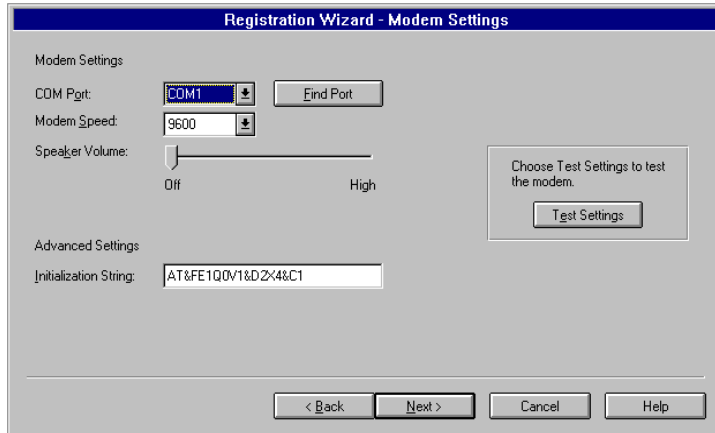 Registration Wizard - Modem Settings
Modem Settings
COM Port: COM1 Find Port
Modem Speed: 9600
Speaker Volume:
Off High
Choose Test Settings to test
the modem.
Test Settings
Advanced Settings
Initialization String: AT&FE1Q0V1&D2X4&C1
< Back Next > Cancel Help